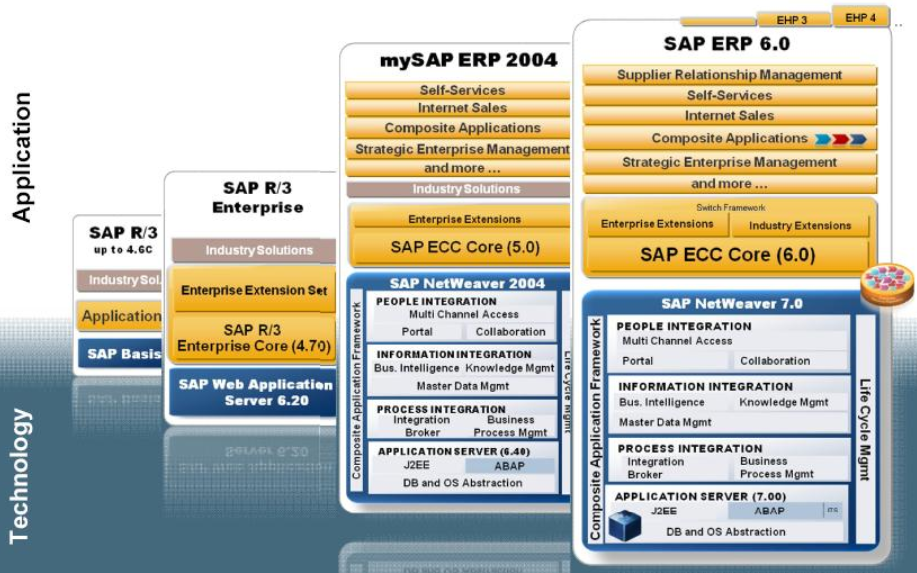 Application
Technology
SAP R/3
up to 4.6C
Industry Sol.
Application
SAP Basis
SAP R/3
Enterprise
Industry Solutions
Enterprise Extension Set
SAP R/3
Enterprise Core (4.70)
SAP Web Application
Server 6.20
mySAP ERP 2004
Self-Services
Internet Sales
Composite Applications
Strategic Enterprise Management
and more ...
Industry Solutions
Enterprise Extensions
SAP ECC Core (5.0)
SAP NetWeaver 2004
Composite Application Framework
PEOPLE INTEGRATION
Multi Channel Access
Portal Collaboration
INFORMATION INTEGRATION
Bus. Intelligence Knowledge Mgmt
Master Data Mgmt
PROCESS INTEGRATION
Integration Business
Broker Process Mgmt
APPLICATION SERVER (6.40)
J2EE ABAP
DB and OS Abstraction
Life Cycle Mgmt
EHP 3
EHP 4
..
SAP ERP 6.0
Supplier Relationship Management
Self-Services
Internet Sales
Composite Applications
Strategic Enterprise Management
and more ...
Switch Framework
Enterprise Extensions Industry Extensions
SAP ECC Core (6.0)
SAP NetWeaver 7.0
Composite Application Framework
PEOPLE INTEGRATION
Multi Channel Access
Portal Collaboration
INFORMATION INTEGRATION
Bus. Intelligence Knowledge Mgmt
Master Data Mgmt
PROCESS INTEGRATION
Integration Business
Broker Process Mgmt
APPLICATION SERVER (7.00)
J2EE ABAP ITS
DB and OS Abstraction
Life Cycle Mgmt